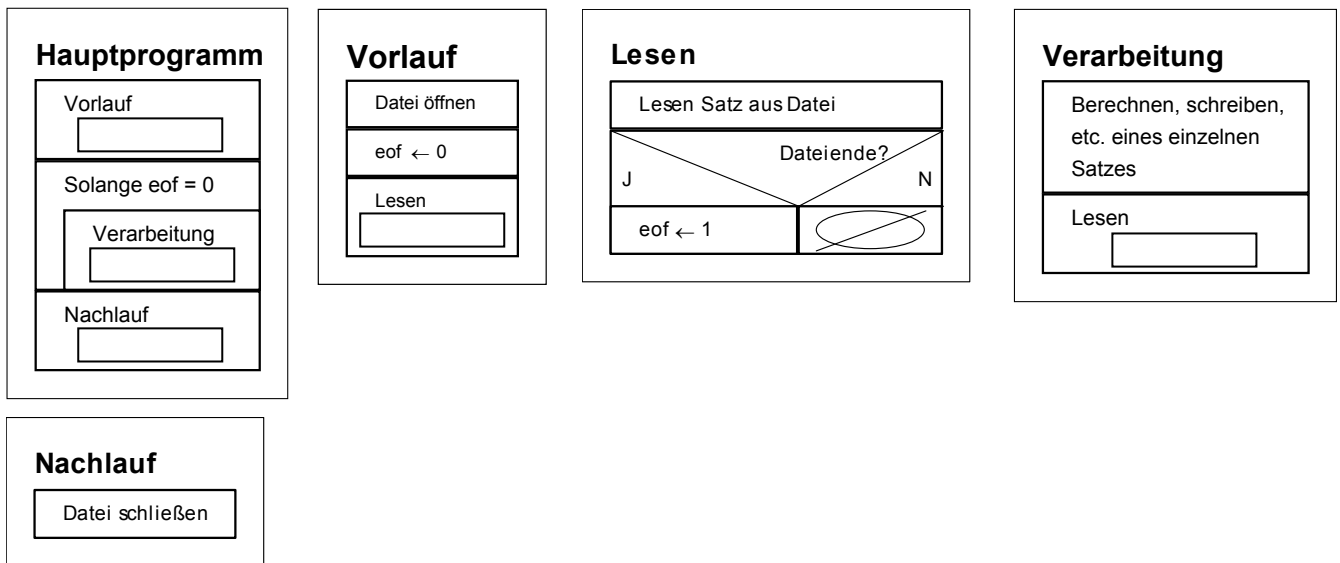 Hauptprogramm
Vorlauf
Solange eof = 0
Verarbeitung
Nachlauf
Vorlauf
Datei öffnen
eof ← 0
Lesen
Lesen
Lesen Satz aus Datei
Dateiende?
J
N
eof ← 1
Verarbeitung
Berechnen, schreiben,
etc. eines einzelnen
Satzes
Lesen
Nachlauf
Datei schließen